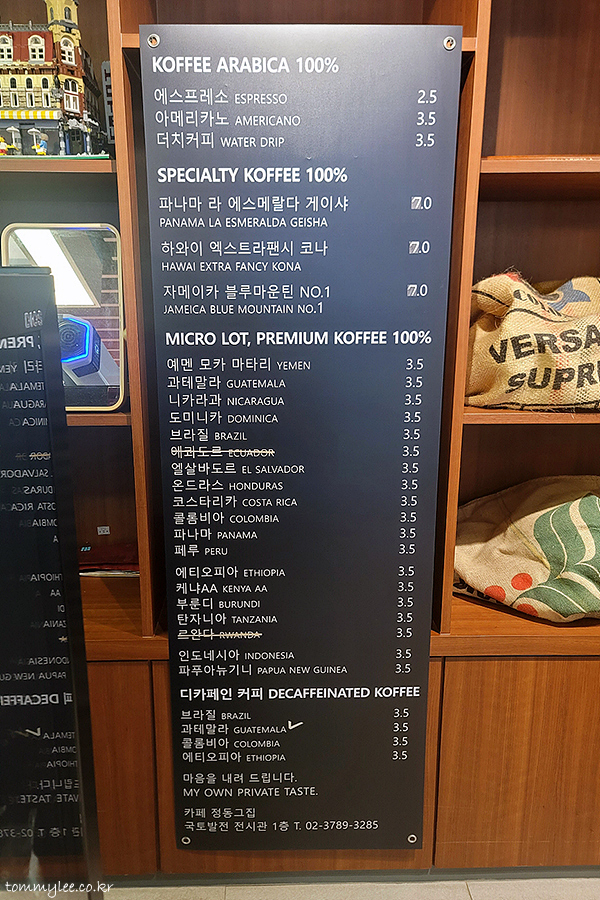 KOFFEE ARABICA 100%
에스프레소 ESPRESSO 2.5
아메리카노 AMERICANO 3.5
더치커피 WATER DRIP 3.5
SPECIALTY KOFFEE 100%
파나마 라 에스메랄다 게이샤 7.0
PANAMA LA ESMERALDA GEISHA
하와이 엑스트라팬시 코나 7.0
HAWAI EXTRA FANCY KONA
자메이카 블루마운틴 NO.1 7.0
JAMEICA BLUE MOUNTAIN NO.1
MICRO LOT, PREMIUM KOFFEE 100%
예멘 모카 마타리 YEMEN 3.5
과테말라 GUATEMALA 3.5
니카라과 NICARAGUA 3.5
도미니카 DOMINICA 3.5
브라질 BRAZIL 3.5
에콰도르 ECUADOR 3.5
엘살바도르 EL SALVADOR 3.5
온드라스 HONDURAS 3.5
코스타리카 COSTA RICA 3.5
콜롬비아 COLOMBIA 3.5
파나마 PANAMA 3.5
페루 PERU 3.5
에티오피아 ETHIOPIA 3.5
케냐AA KENYA AA 3.5
부룬디 BURUNDI 3.5
탄자니아 TANZANIA 3.5
르완다 RWANDA 3.5
인도네시아 INDONESIA 3.5
파푸아뉴기니 PAPUA NEW GUINEA 3.5
디카페인 커피 DECAFFEINATED KOFFEE
브라질 BRAZIL 3.5
과테말라 GUATEMALA 3.5
콜롬비아 COLOMBIA 3.5
에티오피아 ETHIOPIA 3.5
마음을 내려 드립니다.
MY OWN PRIVATE TASTE.
카페 정동그집
국토발전 전시관 1층 T. 02-3789-3285
VERSA
SUPR
tommylee.co.kr